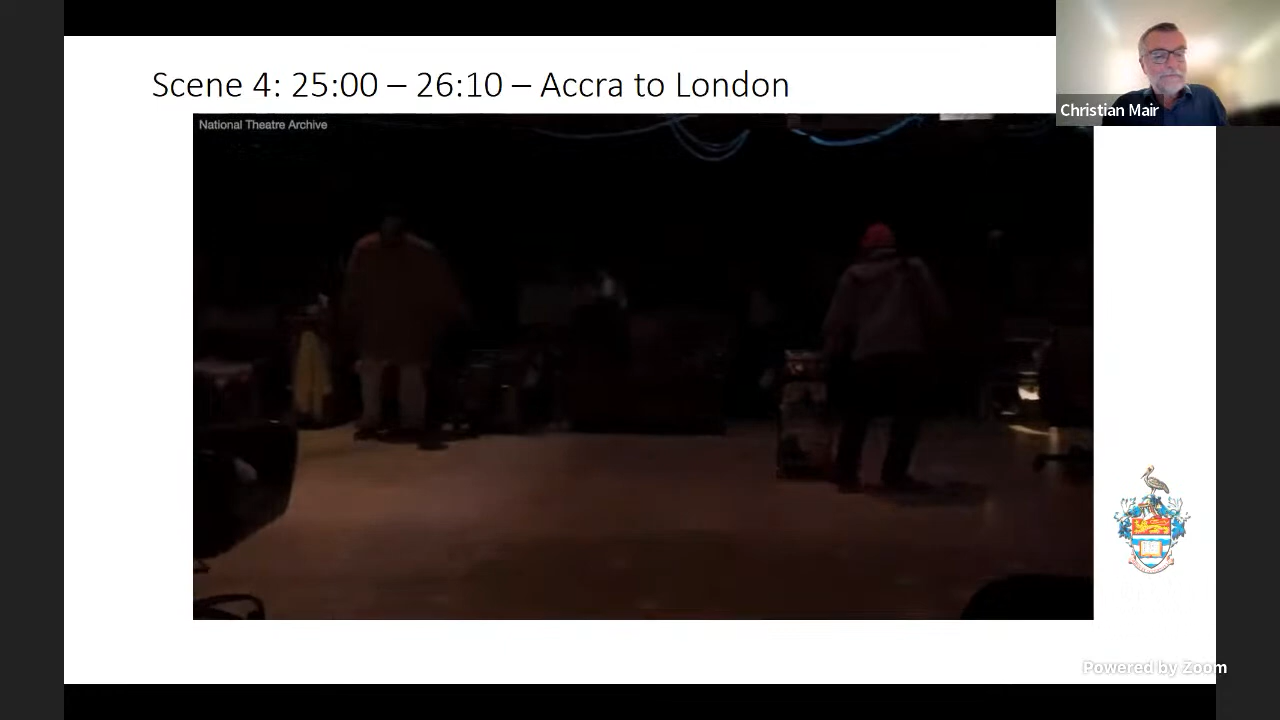 Scene 4: 25:00 – 26:10 – Accra to London
National Theatre Archive
Christian Mair
Powered by Zoom